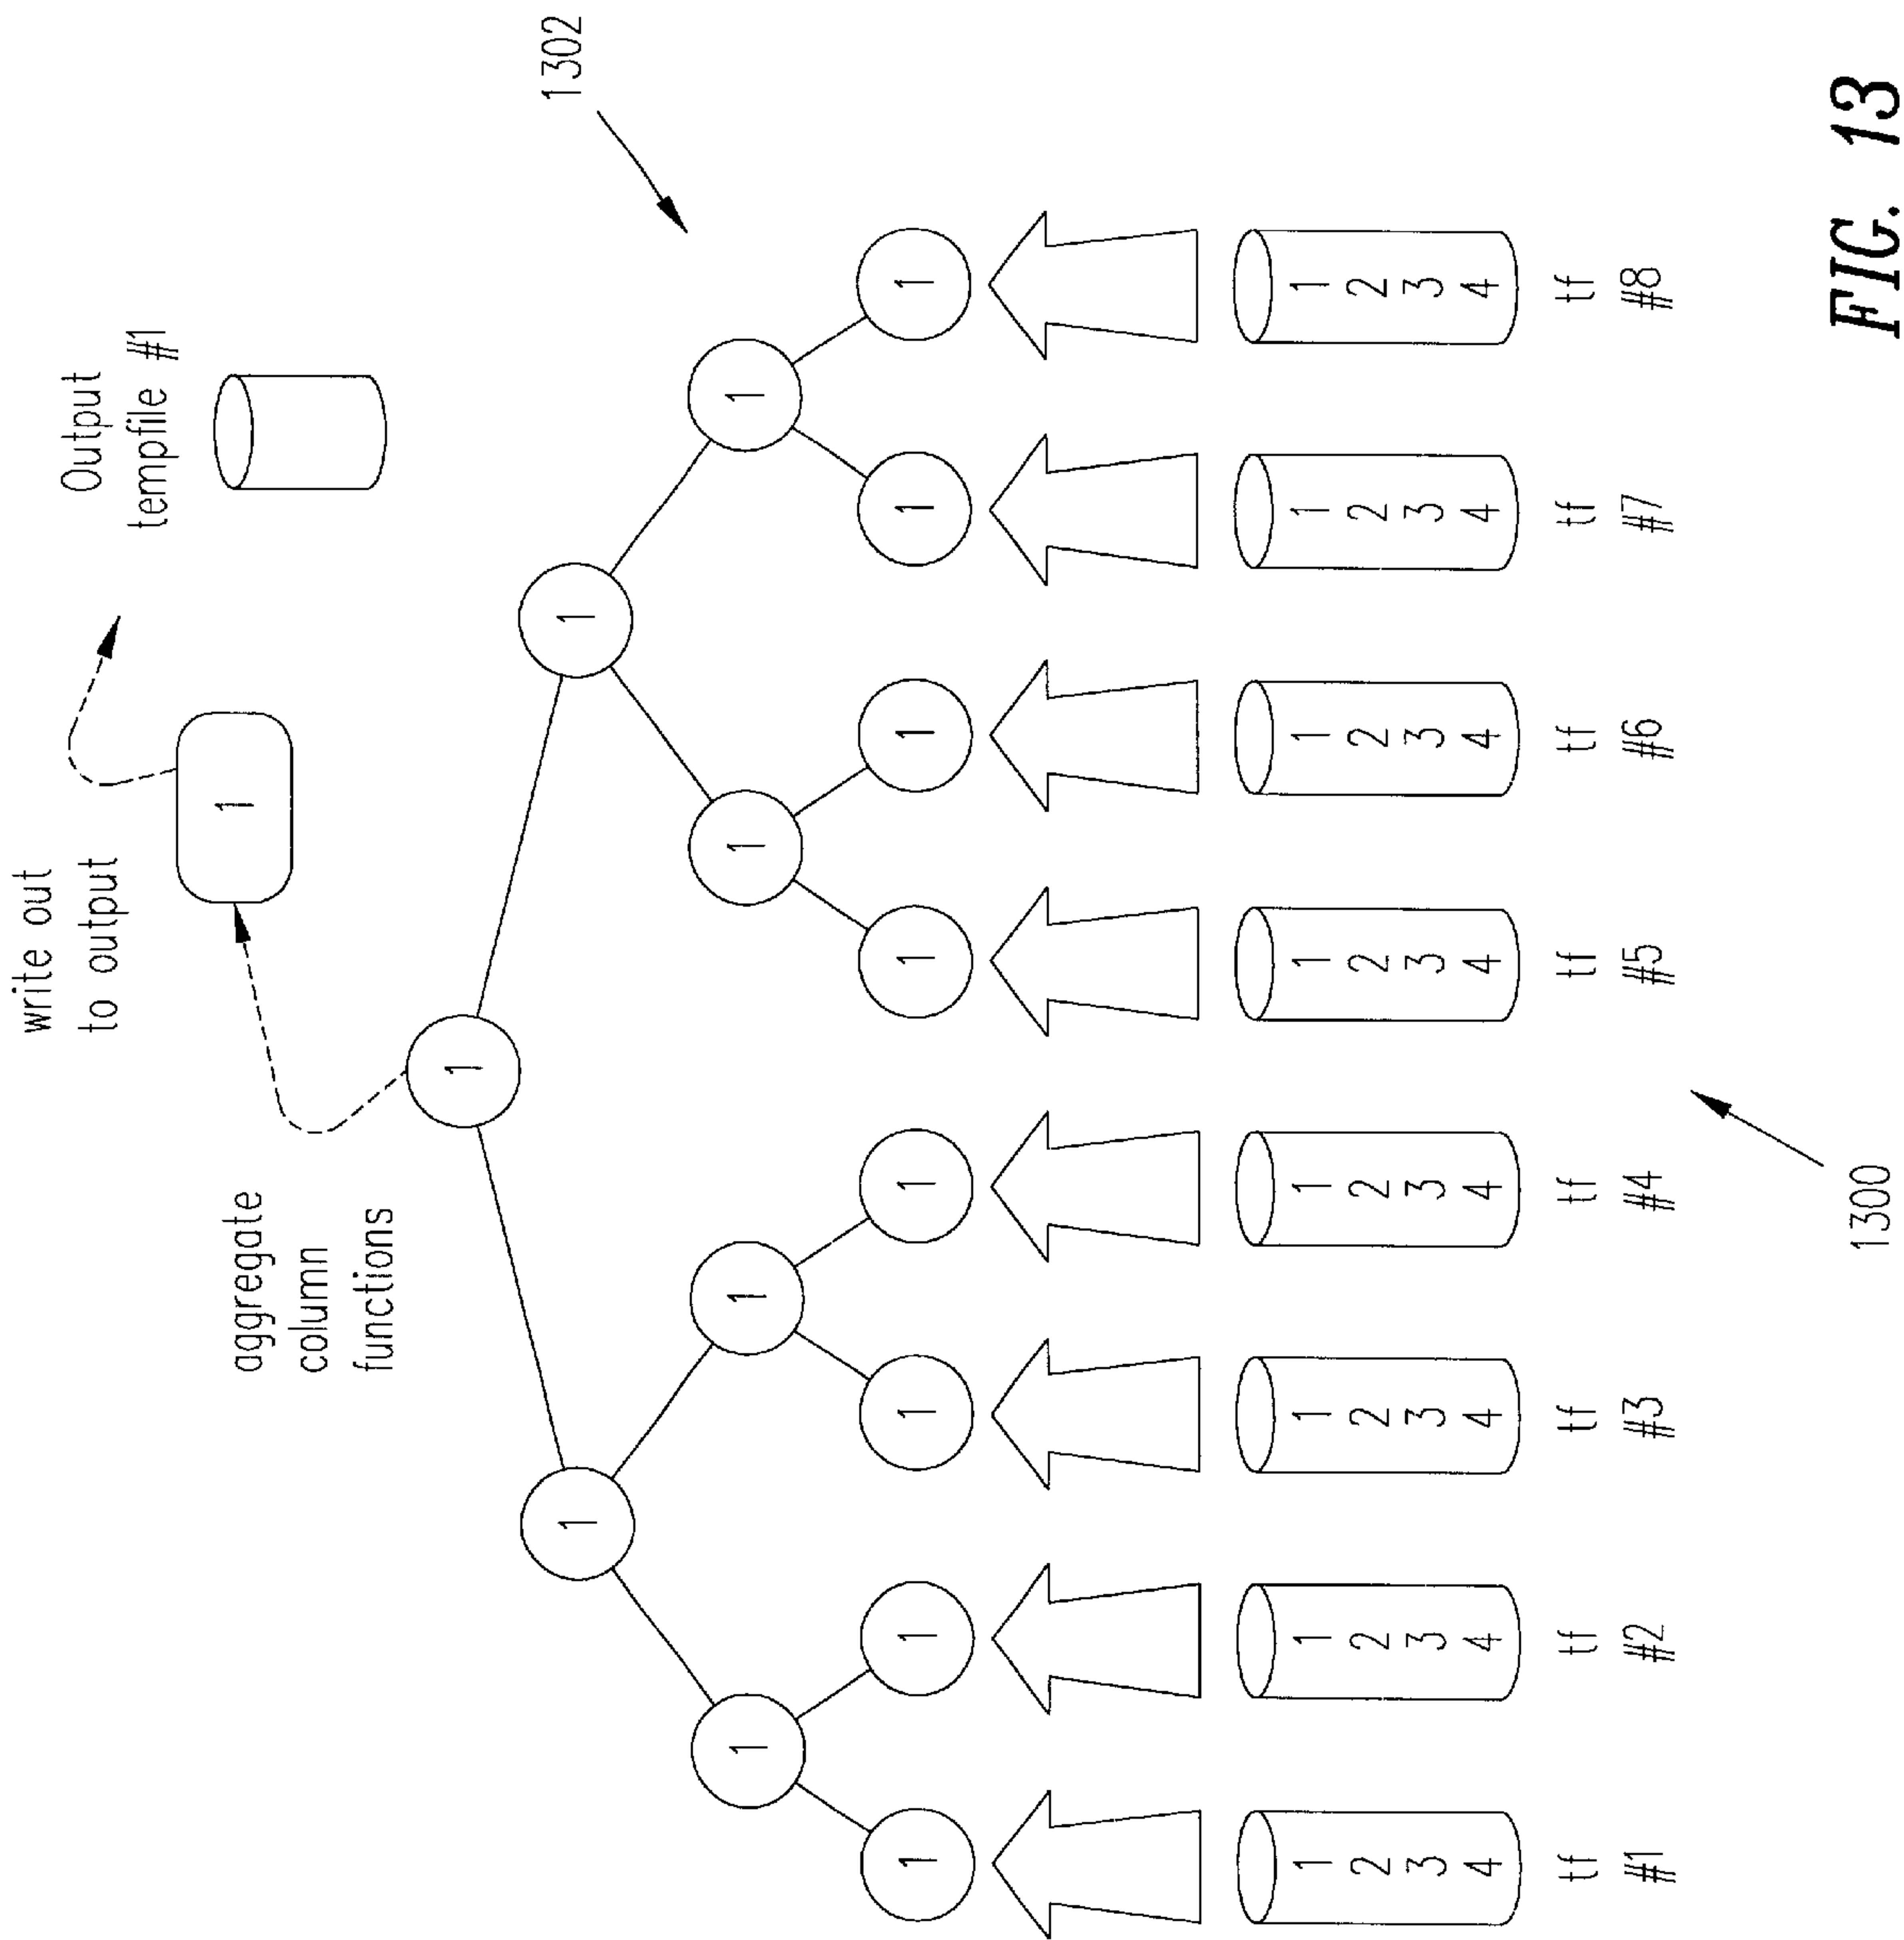 write out
to output
Output
tempfile #1
1
aggregate
column
functions
1
1302
1 1
1 1 1 1
1 1 1 1 1 1 1 1
1 1 1 1 1 1 1 1
2 2 2 2 2 2 2 2
3 3 3 3 3 3 3 3
4 4 4 4 4 4 4 4
tf tf tf tf tf tf tf tf
#1 #2 #3 #4 #5 #6 #7 #8
1300
FIG. 13